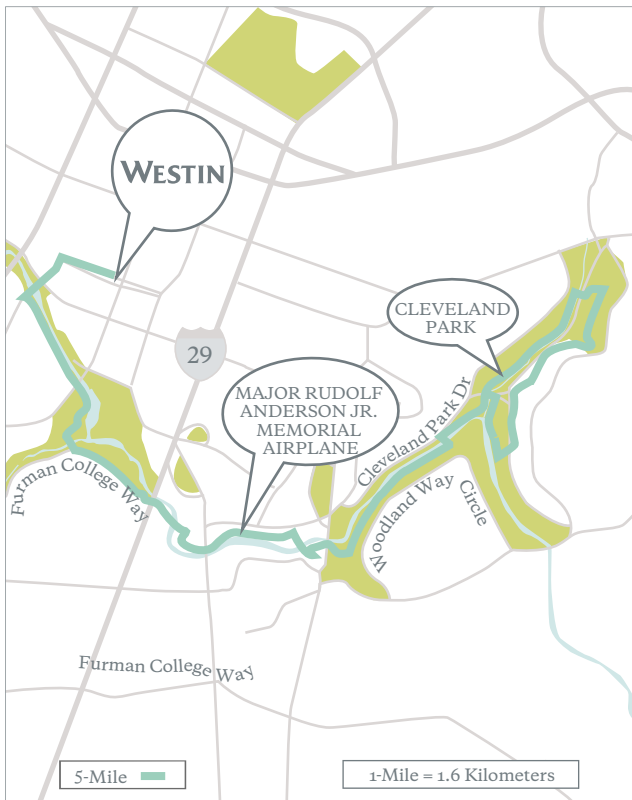 WESTIN
CLEVELAND
PARK
29
MAJOR RUDOLF
ANDERSON JR.
MEMORIAL
AIRPLANE
Cleveland Park Dr
Furman College Way
Woodland Way
Circle
Furman College Way
5-Mile
1-Mile = 1.6 Kilometers